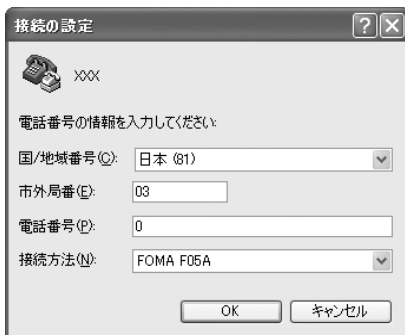 接続の設定
XXX
電話番号の情報を入力してください:
国/地域番号(C): 日本 (81)
市外局番(E): 03
電話番号(P): 0
接続方法(N): FOMA F05A
OK キャンセル